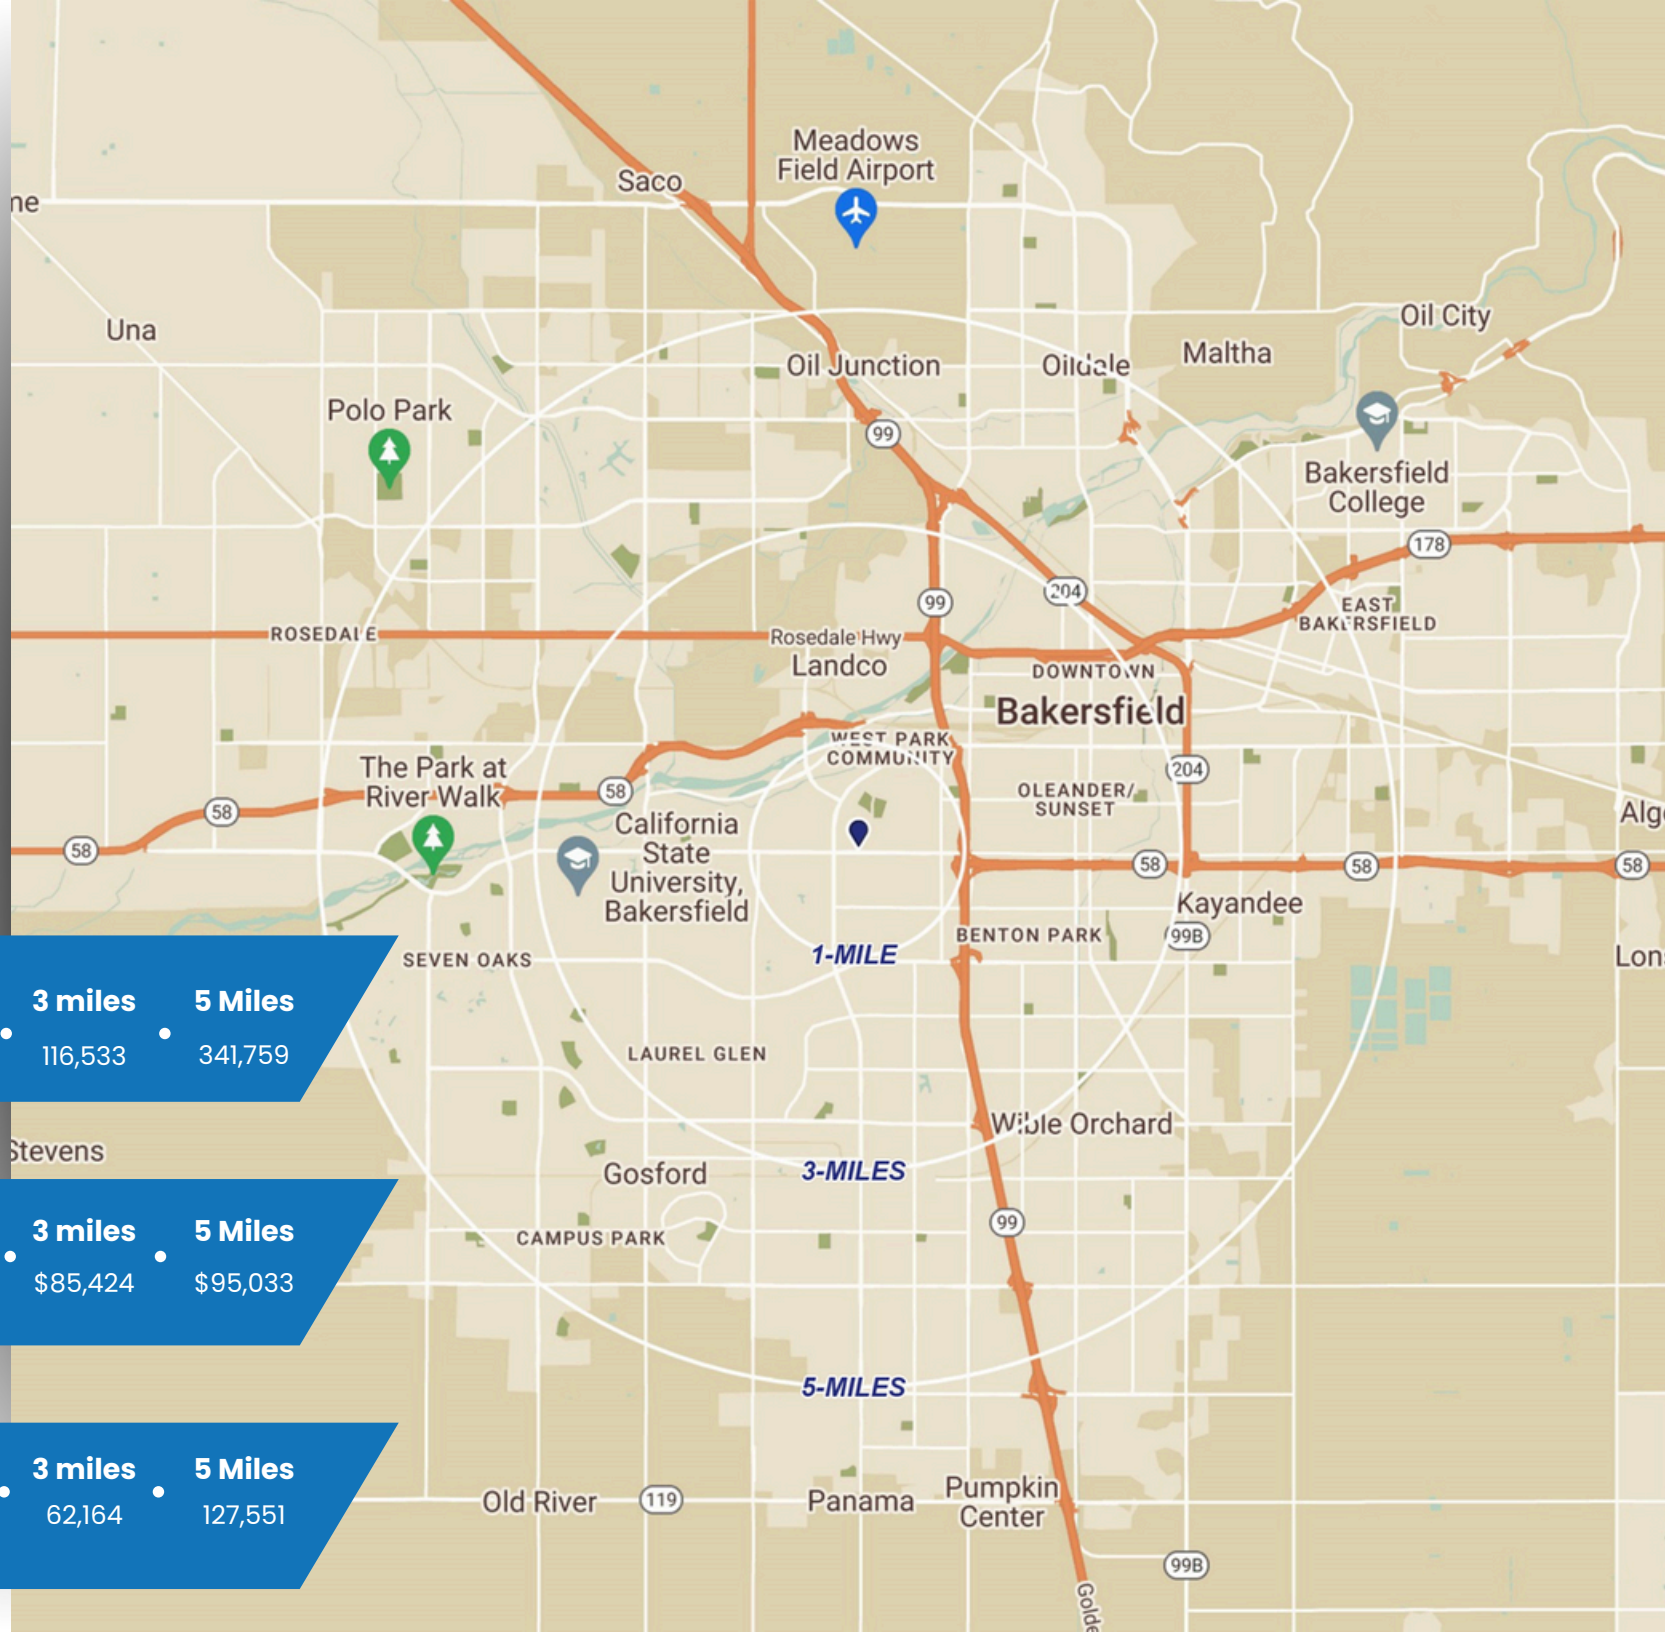 Meadows
Field Airport
Saco
ne
Una
Oil City
Oil Junction
Oildale
Maltha
Polo Park
99
Bakersfield
College
178
99
204
EAST
BAKERSFIELD
ROSEDALE
Rosedale Hwy
Landco
DOWNTOWN
Bakersfield
WEST PARK
COMMUNITY
The Park at
River Walk
58
204
OLEANDER/
SUNSET
58
Algo
California
State
University,
Bakersfield
58
58
58
58
Kayandee
BENTON PARK
99B
1-MILE
SEVEN OAKS
Lon
3 miles
5 Miles
116,533
341,759
LAUREL GLEN
Wible Orchard
Stevens
3-MILES
Gosford
99
3 miles
5 Miles
CAMPUS PARK
$85,424
$95,033
5-MILES
3 miles
5 Miles
62,164
127,551
Old River
119
Panama
Pumpkin
Center
99B
Golde